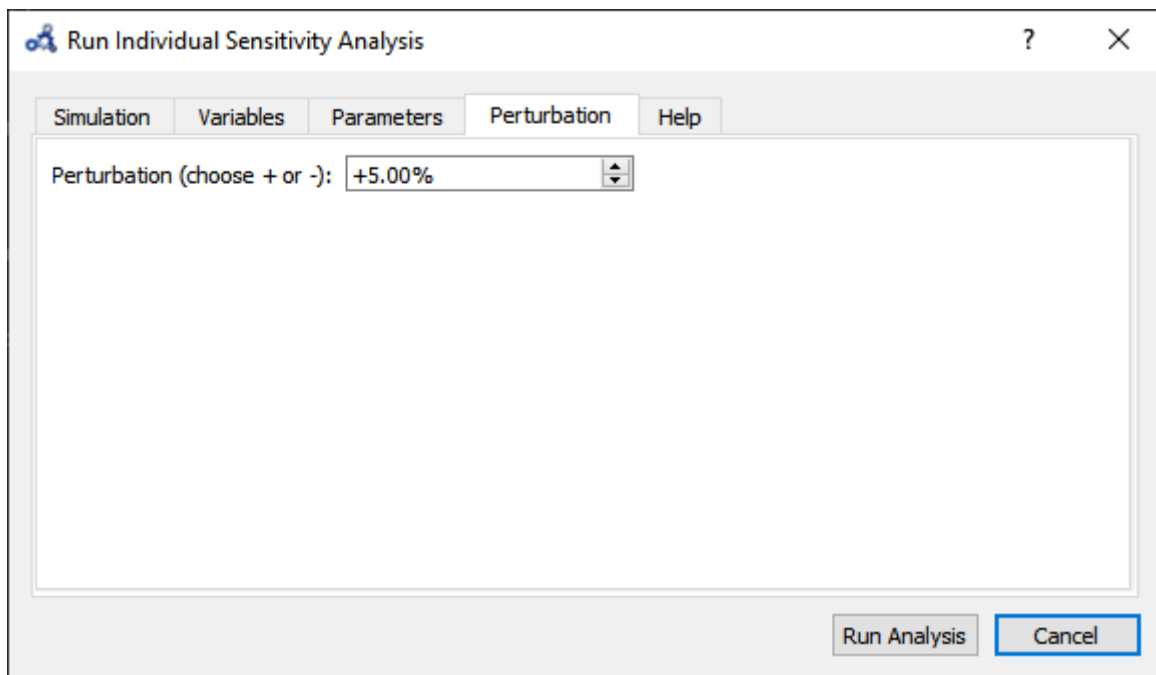 Run Individual Sensitivity Analysis ?
Simulation Variables Parameters Perturbation Help
Perturbation (choose + or -): +5.00%
Run Analysis Cancel